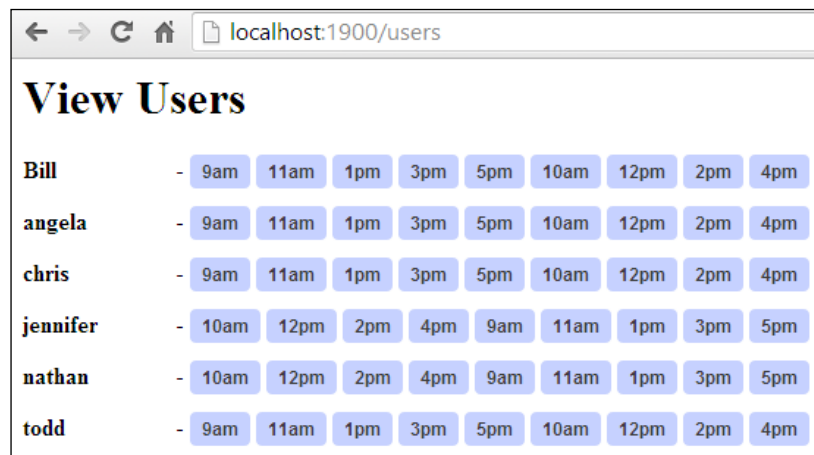 localhost:1900/users
View Users
Bill - 9am 11am 1pm 3pm 5pm 10am 12pm 2pm 4pm
angela - 9am 11am 1pm 3pm 5pm 10am 12pm 2pm 4pm
chris - 9am 11am 1pm 3pm 5pm 10am 12pm 2pm 4pm
jennifer - 10am 12pm 2pm 4pm 9am 11am 1pm 3pm 5pm
nathan - 10am 12pm 2pm 4pm 9am 11am 1pm 3pm 5pm
todd - 9am 11am 1pm 3pm 5pm 10am 12pm 2pm 4pm